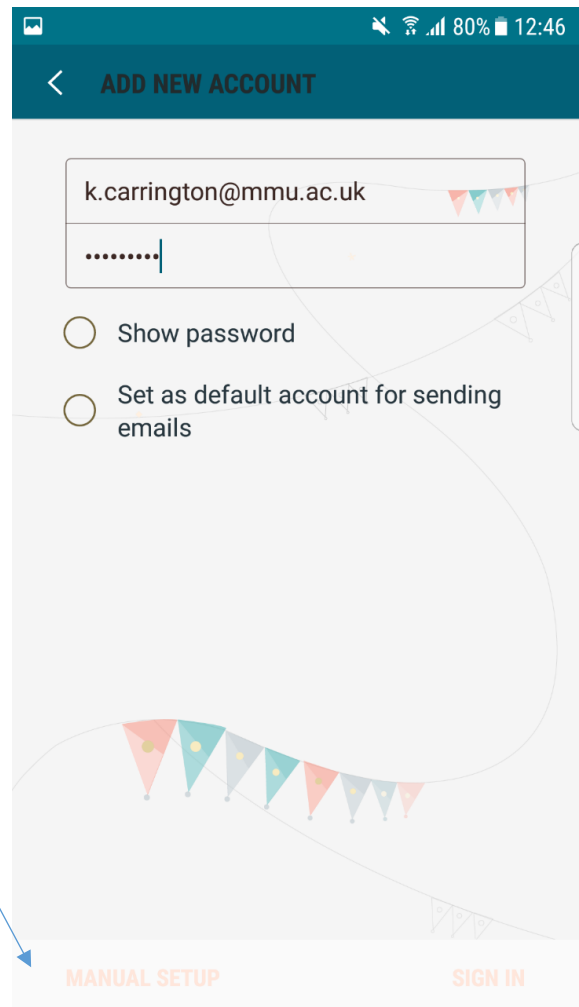 80% 12:46
ADD NEW ACCOUNT
k.carrington@mmu.ac.uk
•••••••••
Show password
Set as default account for sending
emails
MANUAL SETUP SIGN IN